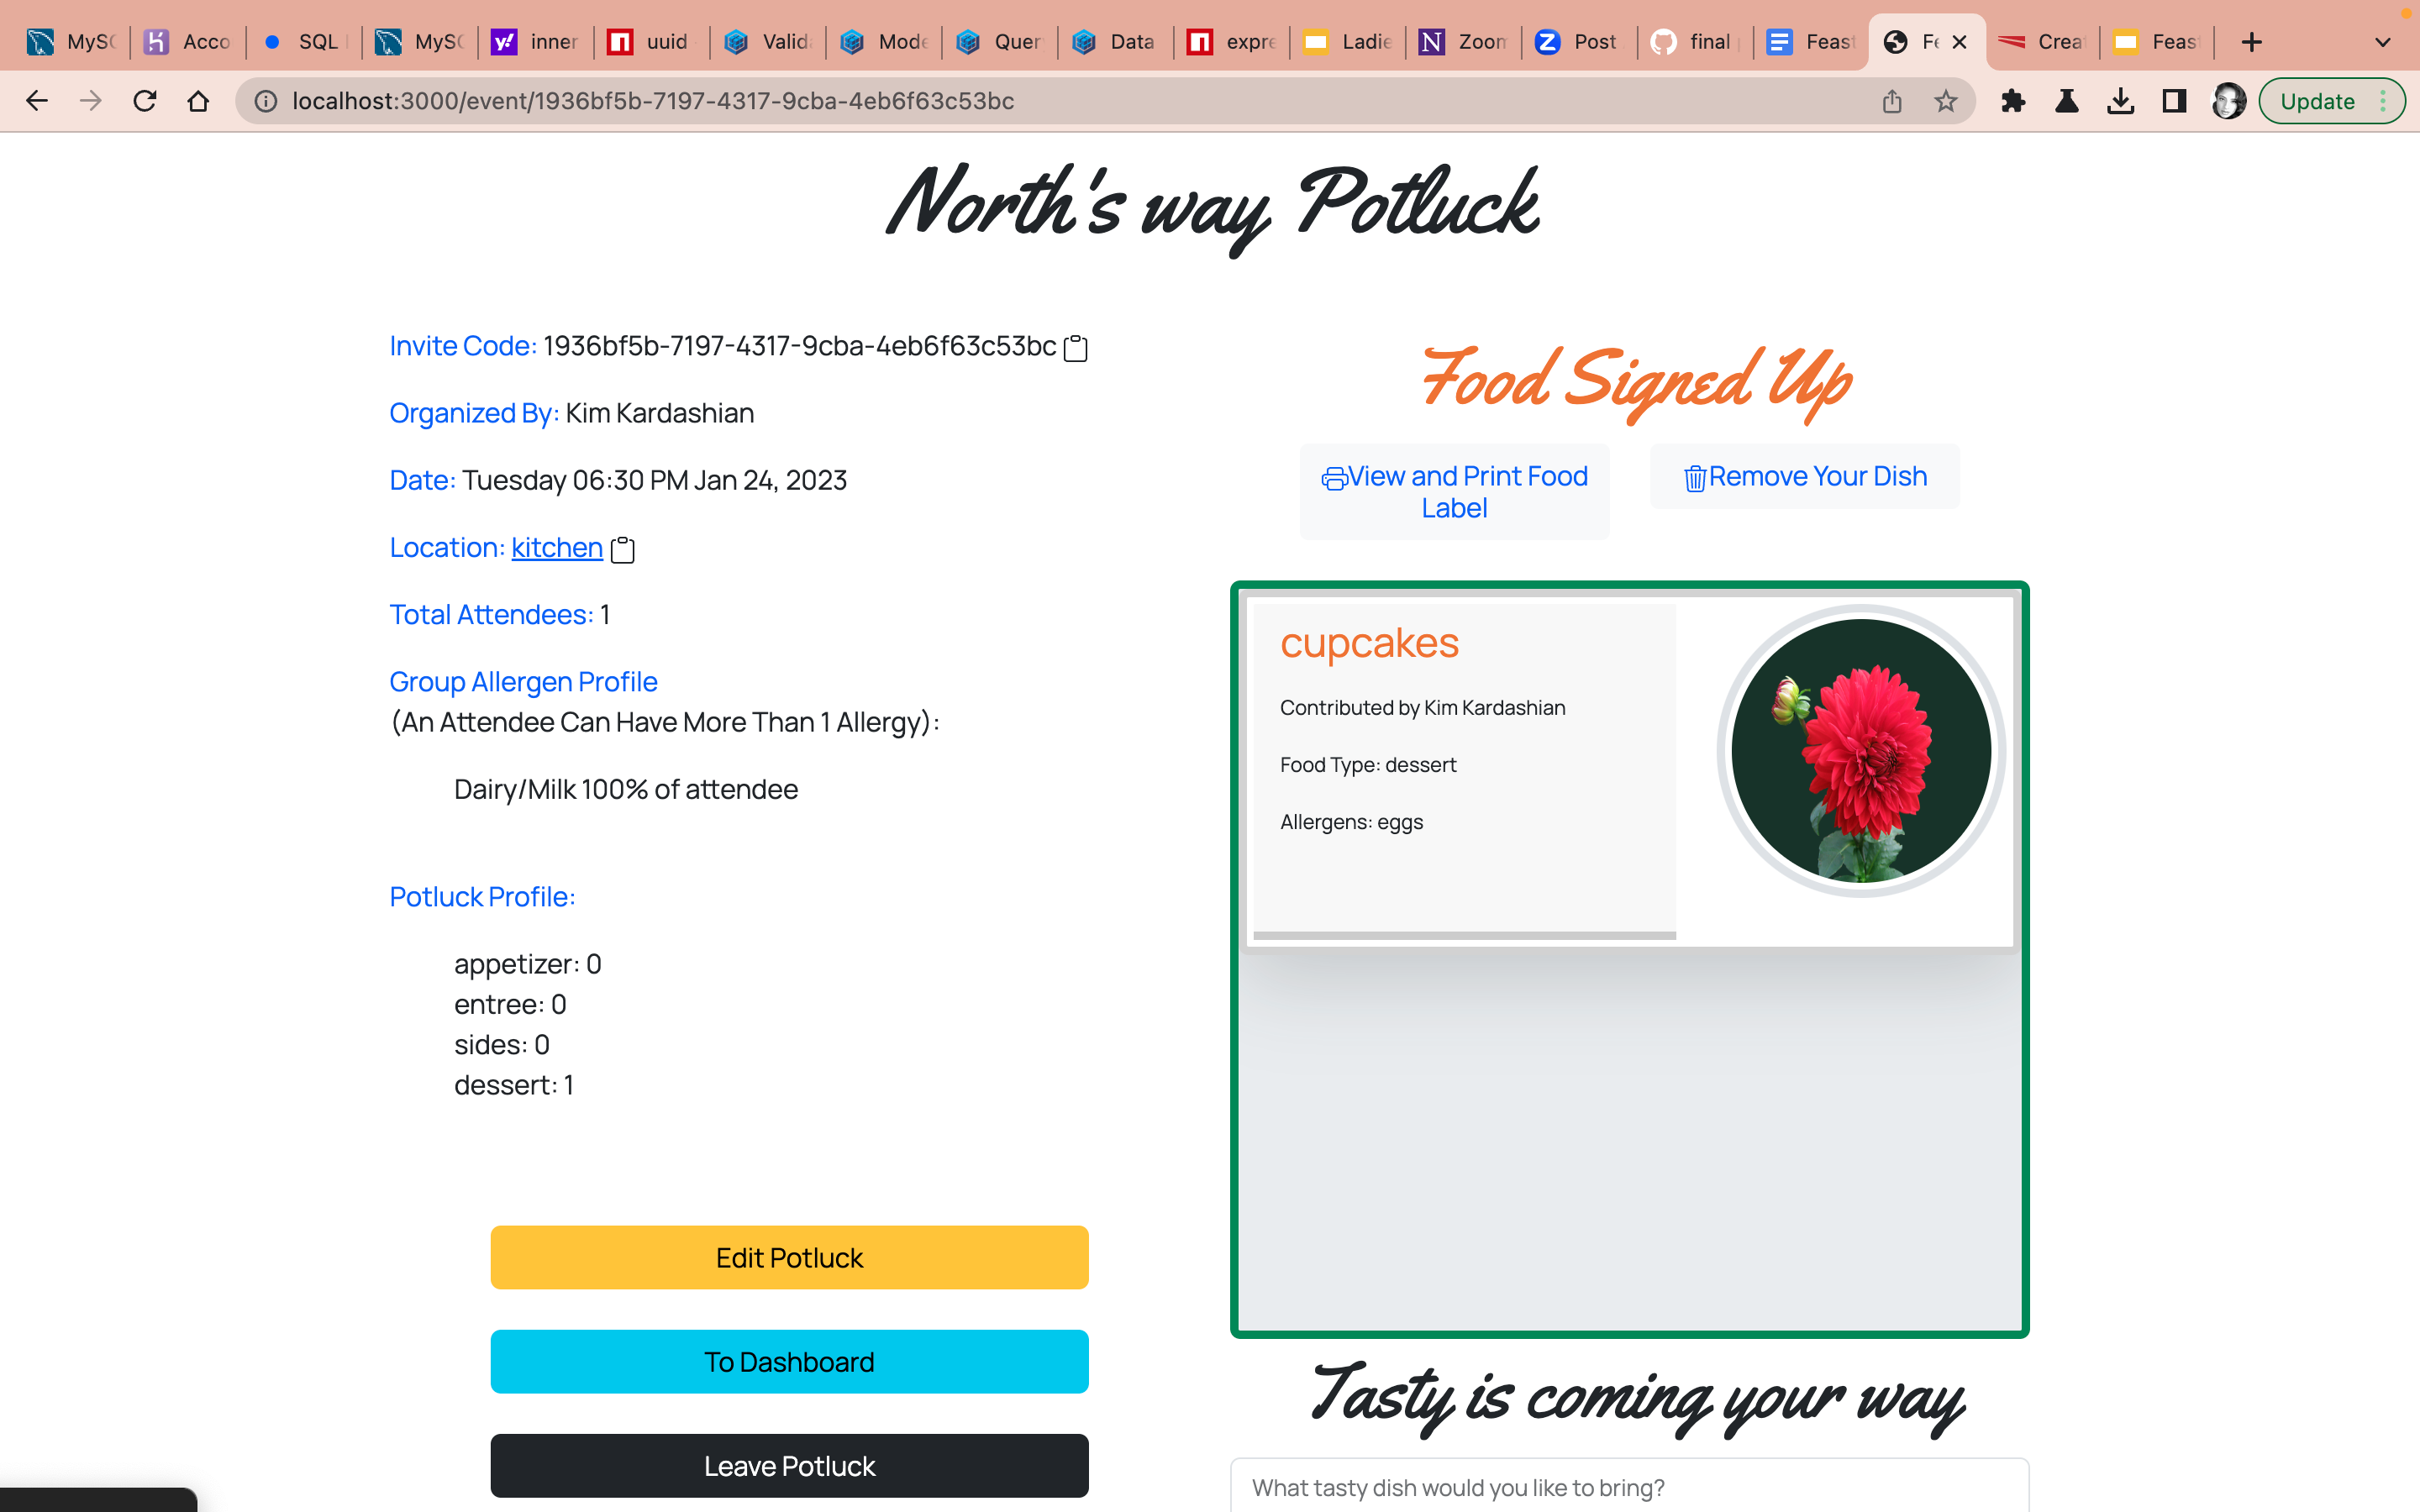 MySC
Acco
SQL
MySC
inner
uuid
Valid
Mode
Quer
Data
expre
Ladie
Zoom
Post
final
Feast
Fe
Creat
Feas
localhost:3000/event/1936bf5b-7197-4317-9cba-4eb6f63c53bc
Update
North's way Potluck
Invite Code: 1936bf5b-7197-4317-9cba-4eb6f63c53bc
Organized By: Kim Kardashian
Date: Tuesday 06:30 PM Jan 24, 2023
Location: kitchen
Total Attendees: 1
Group Allergen Profile
(An Attendee Can Have More Than 1 Allergy):
Dairy/Milk 100% of attendee
Potluck Profile:
appetizer: 0
entree: 0
sides: 0
dessert: 1
Edit Potluck
To Dashboard
Leave Potluck
Food Signed Up
View and Print Food
Label
Remove Your Dish
cupcakes
Contributed by Kim Kardashian
Food Type: dessert
Allergens: eggs
Tasty is coming your way
What tasty dish would you like to bring?